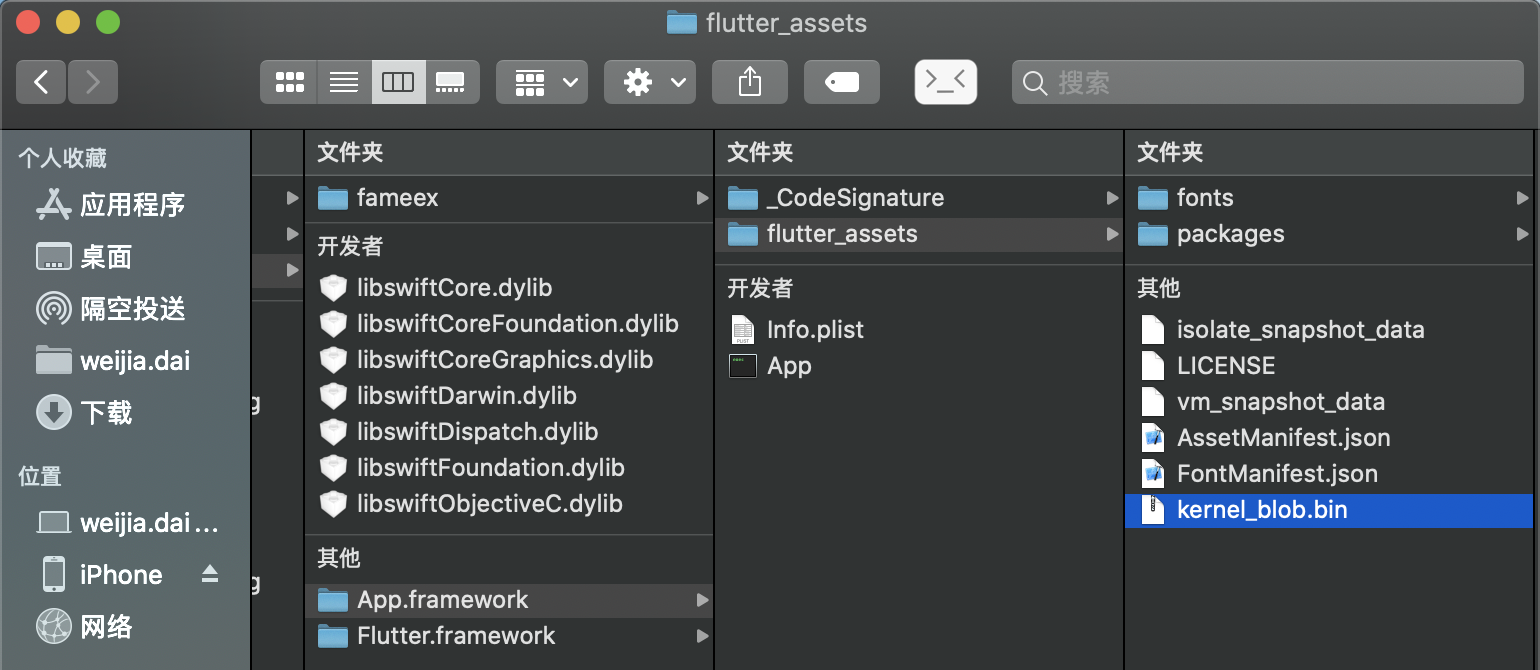 flutter_assets
搜索
个人收藏
应用程序
桌面
隔空投送
weijia.dai
下载
位置
weijia.dai...
iPhone
网络
g
g
文件夹
fameex
开发者
libswiftCore.dylib
libswiftCoreFoundation.dylib
libswiftCoreGraphics.dylib
libswiftDarwin.dylib
libswiftDispatch.dylib
libswiftFoundation.dylib
libswiftObjectiveC.dylib
其他
App.framework
Flutter.framework
文件夹
_CodeSignature
flutter_assets
开发者
Info.plist
App
文件夹
fonts
packages
其他
isolate_snapshot_data
LICENSE
vm_snapshot_data
AssetManifest.json
FontManifest.json
kernel_blob.bin